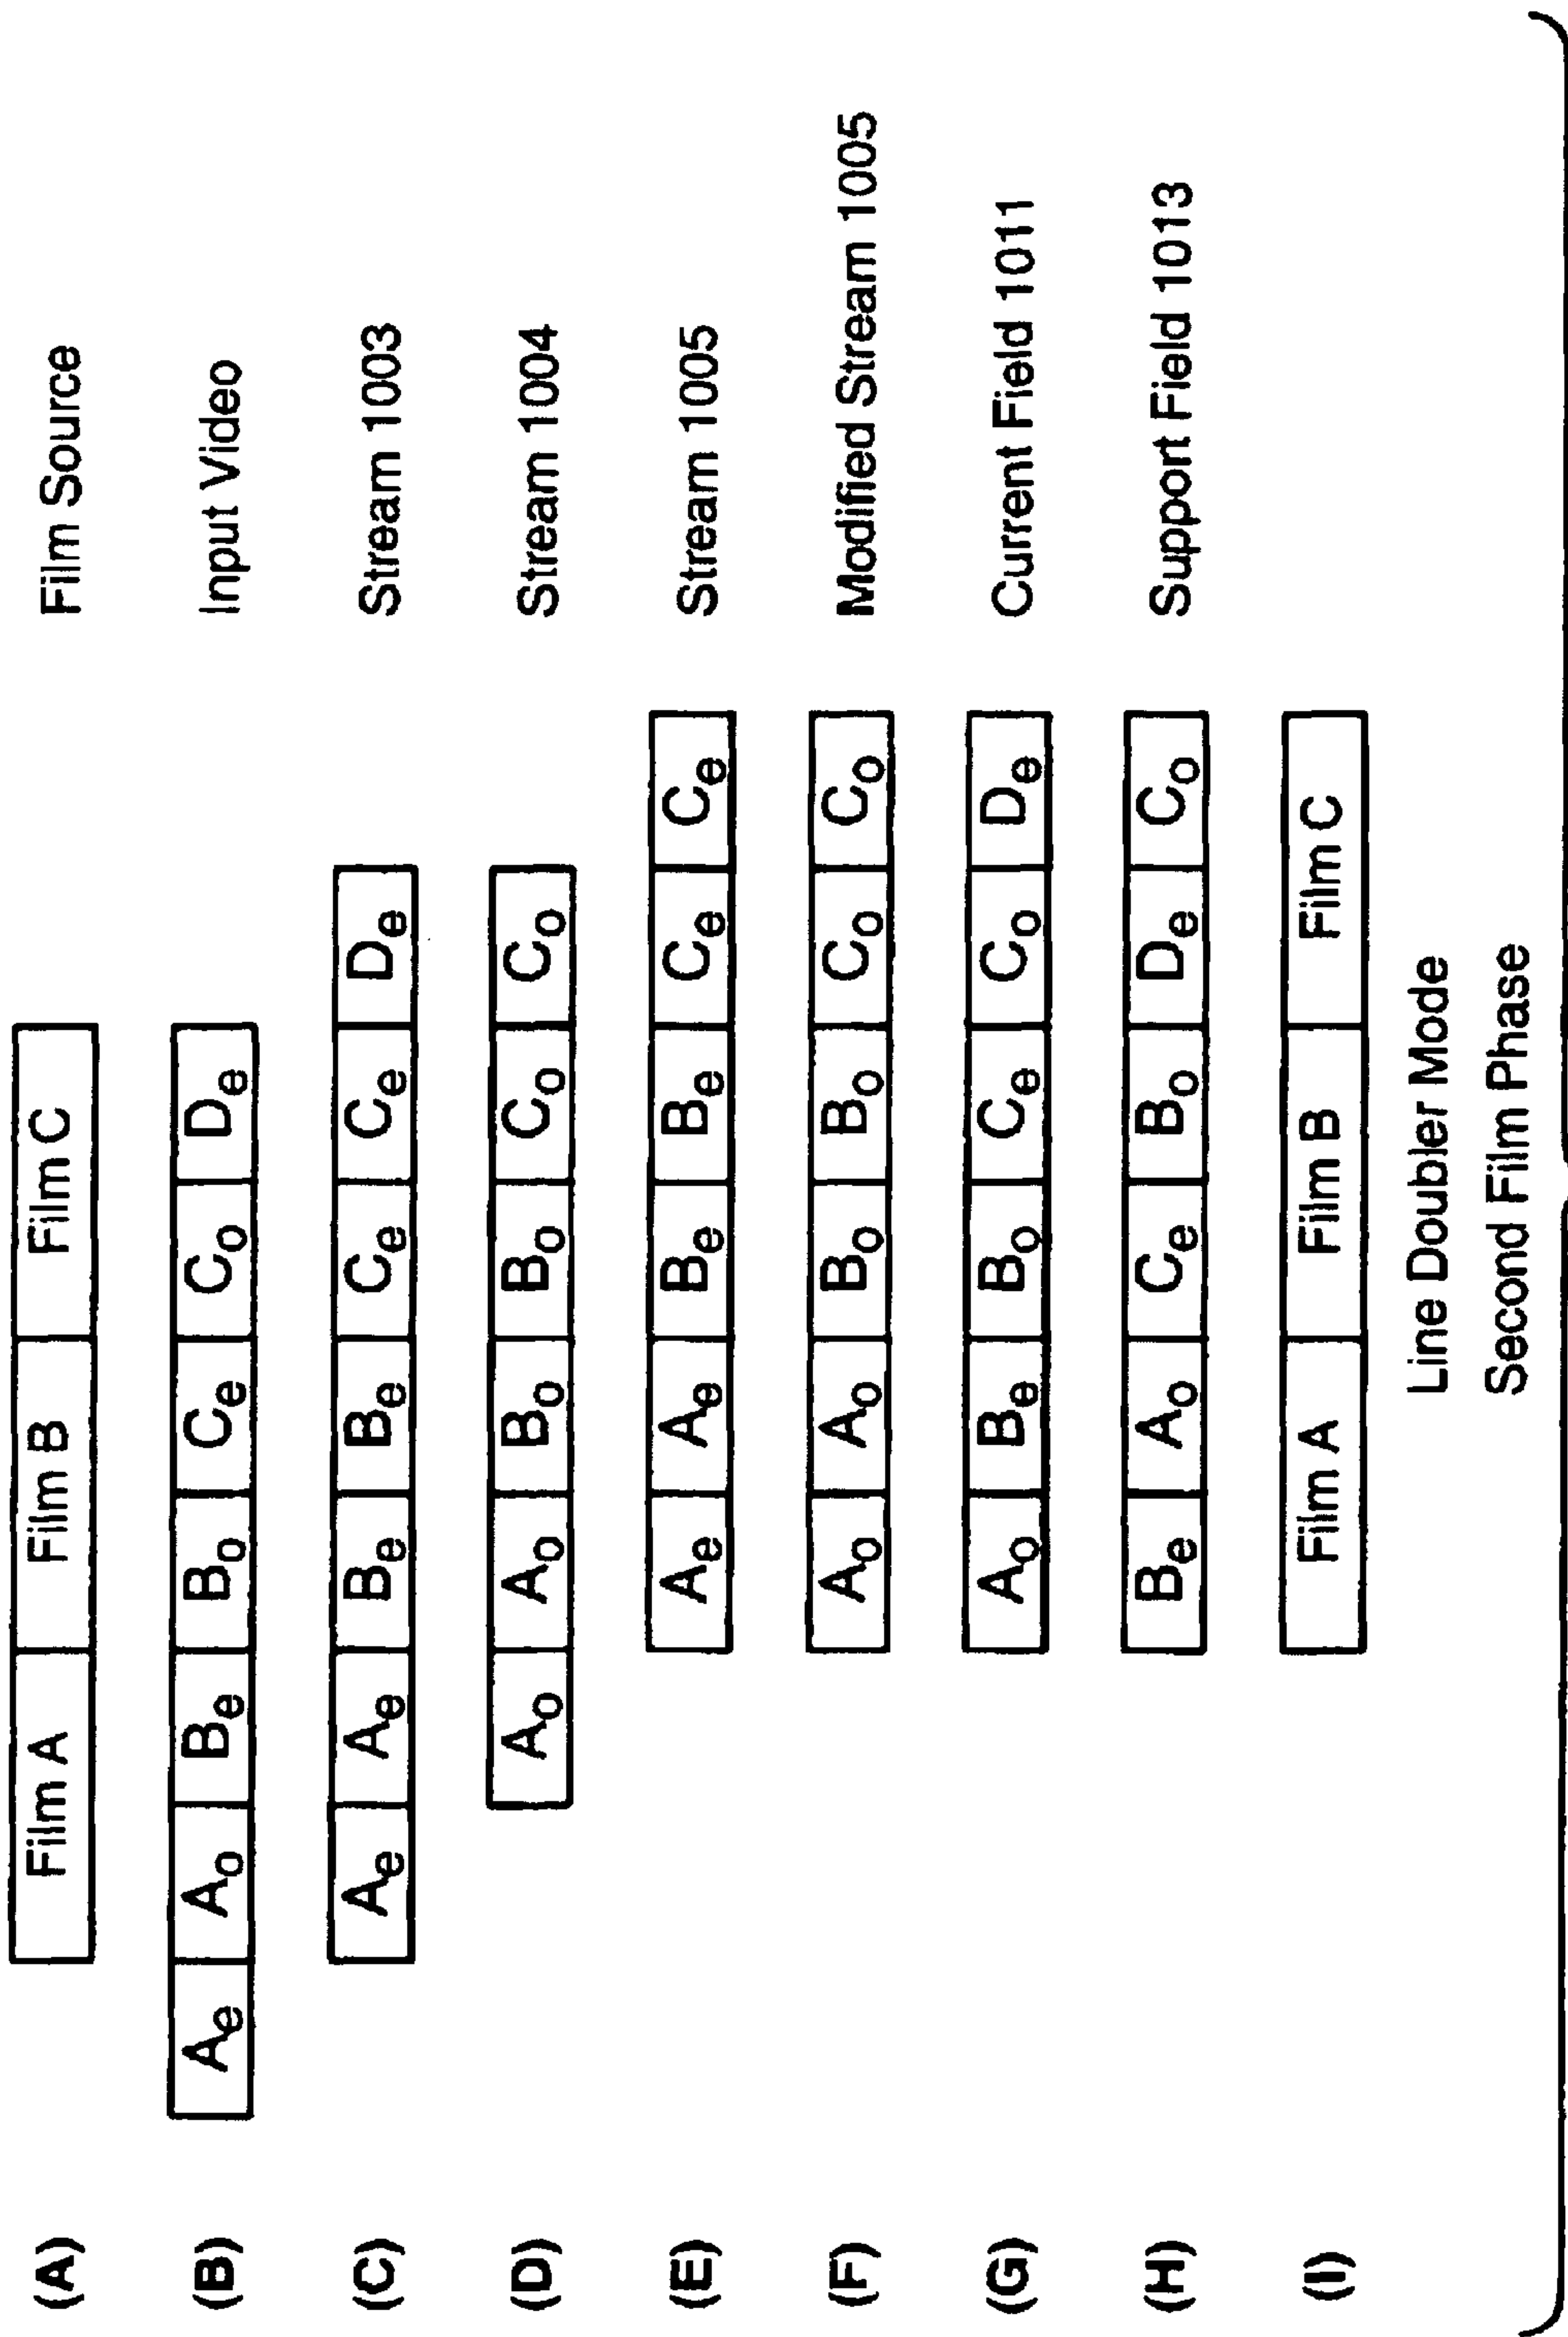 (A) Film A Film B Film C Film Source
(B) Ae Ao Be Bo Ce Co De Input Video
(C) Ae Ae Be Be Ce Ce De Stream 1003
(D) Ao Ao Bo Bo Co Co Stream 1004
(E) Ae Ae Be Be Ce Ce Stream 1005
(F) Ao Ao Bo Bo Co Co Modified Stream 1005
(G) Ao Be Bo Ce Co De Current Field 1011
(H) Be Ao Ce Bo De Co Support Field 1013
(I) Film A Film B Film C
Line Doubler Mode
Second Film Phase